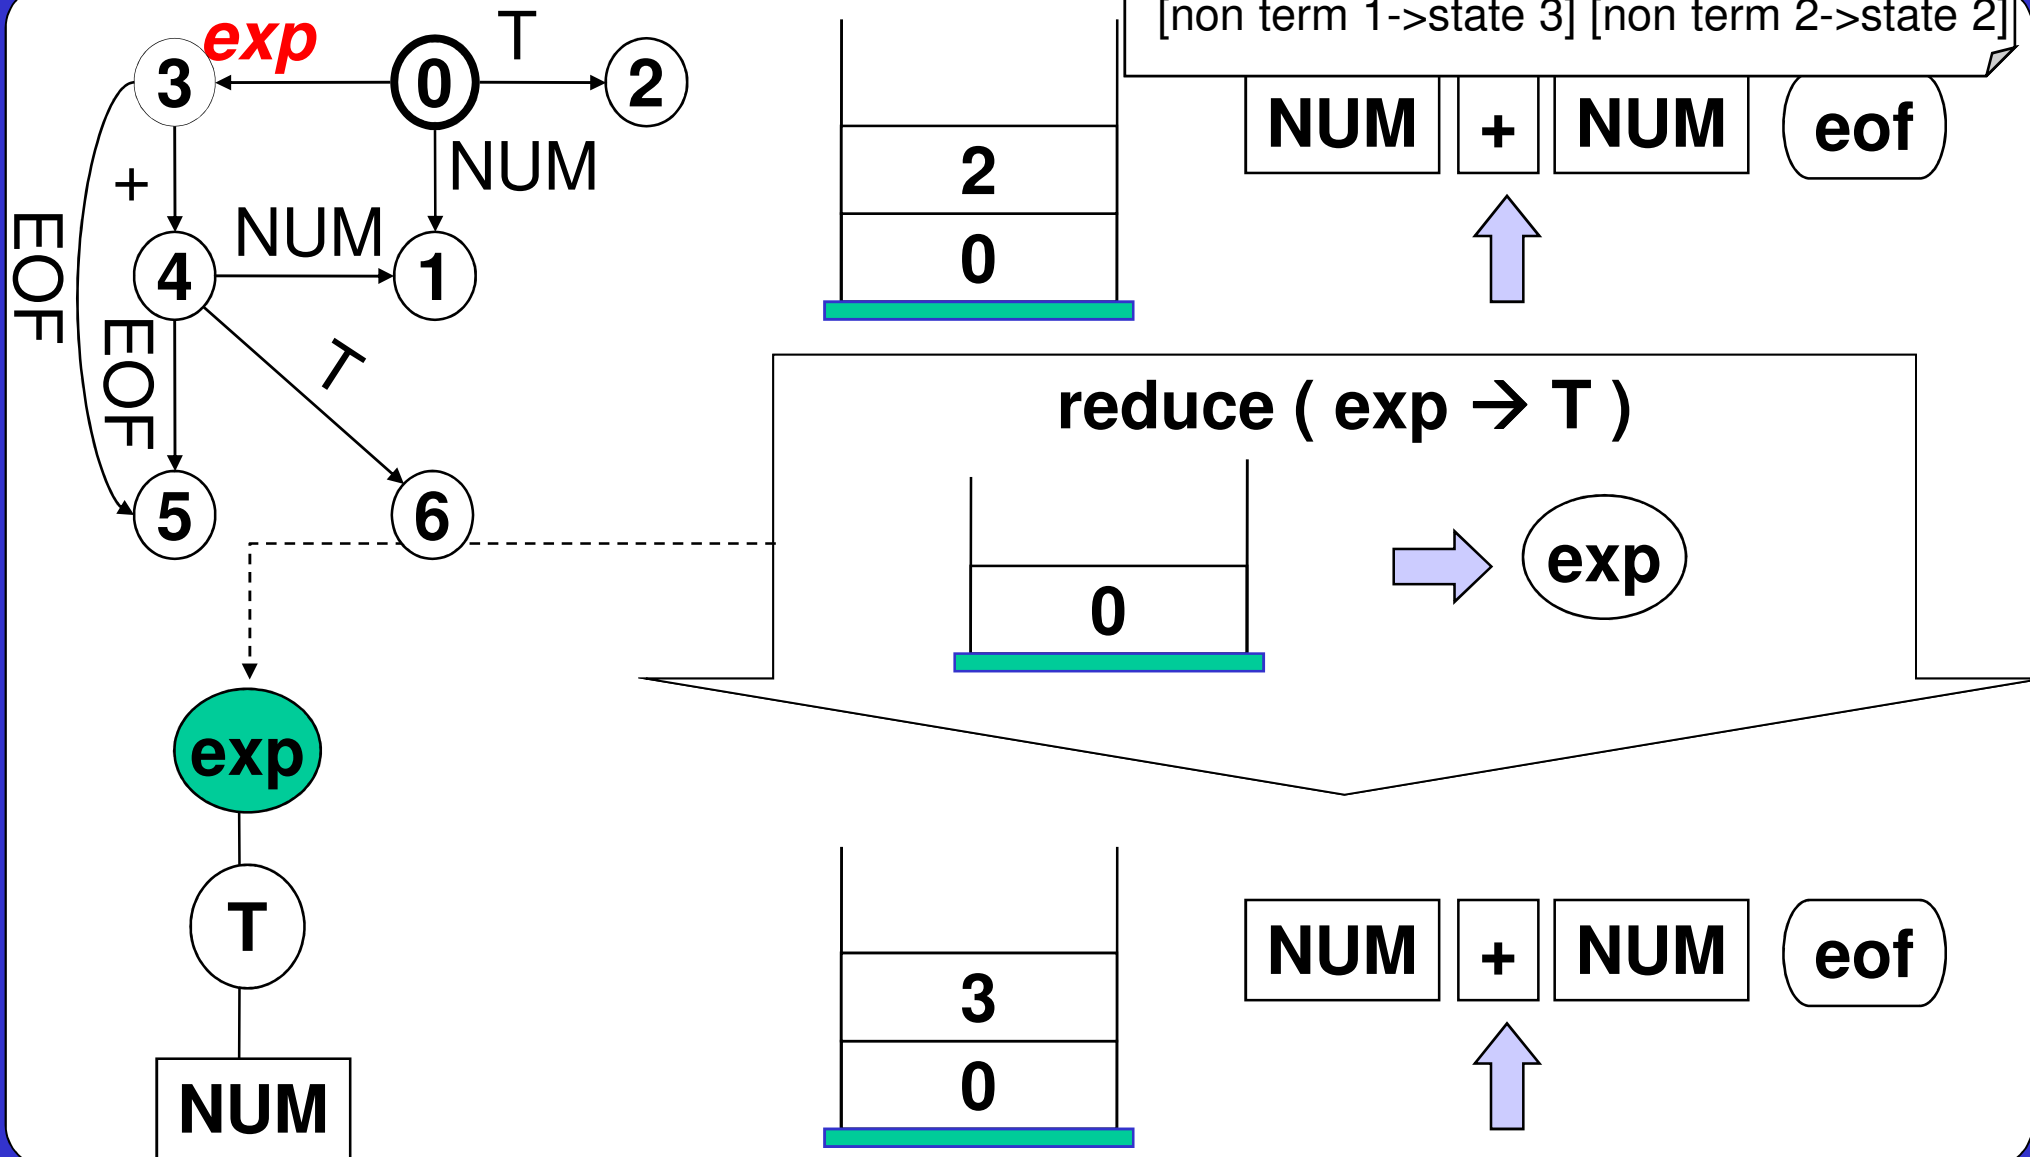 [non term 1->state 3] [non term 2->state 2]
exp
T
3
0
2
NUM
+
NUM
EOF
4
1
EOF
T
5
6
2
0
NUM
+
NUM
eof
reduce ( exp → T )
0
exp
exp
T
NUM
3
0
NUM
+
NUM
eof